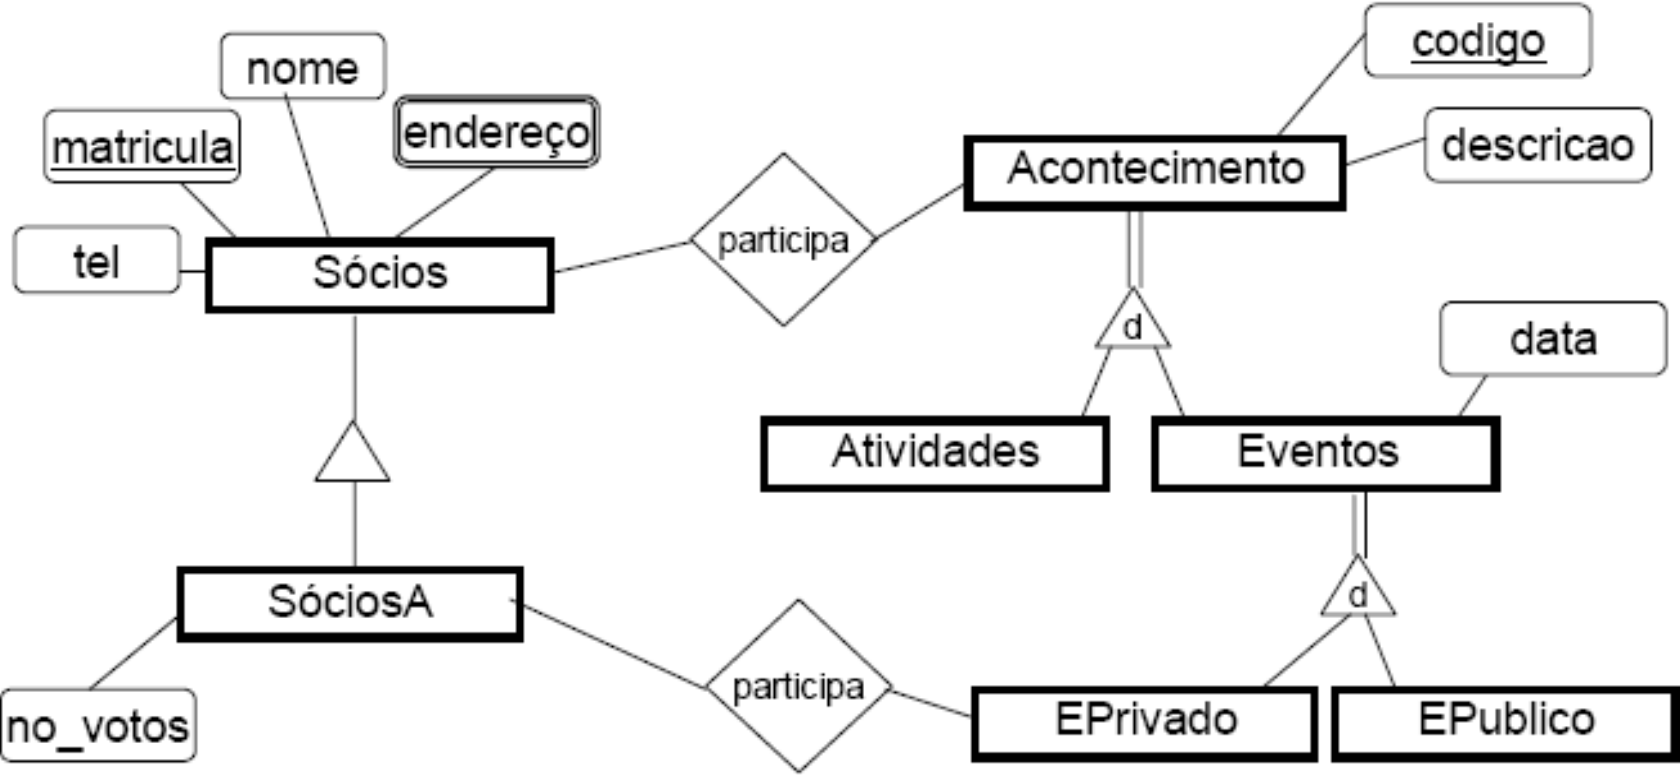 codigo
nome
endereço
matricula
descricao
Acontecimento
participa
tel
Sócios
d
data
Atividades
Eventos
d
SóciosA
participa
EPrivado
EPublico
no_votos